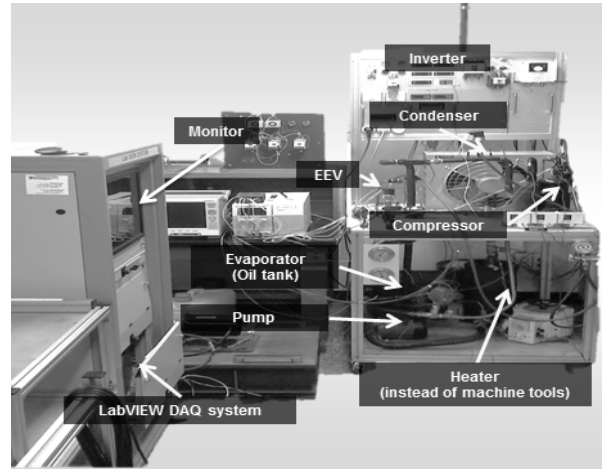 Inverter
Condenser
Monitor
EEV
Compressor
Evaporator
(Oil tank)
Pump
Heater
(instead of machine tools)
LabVIEW DAQ system